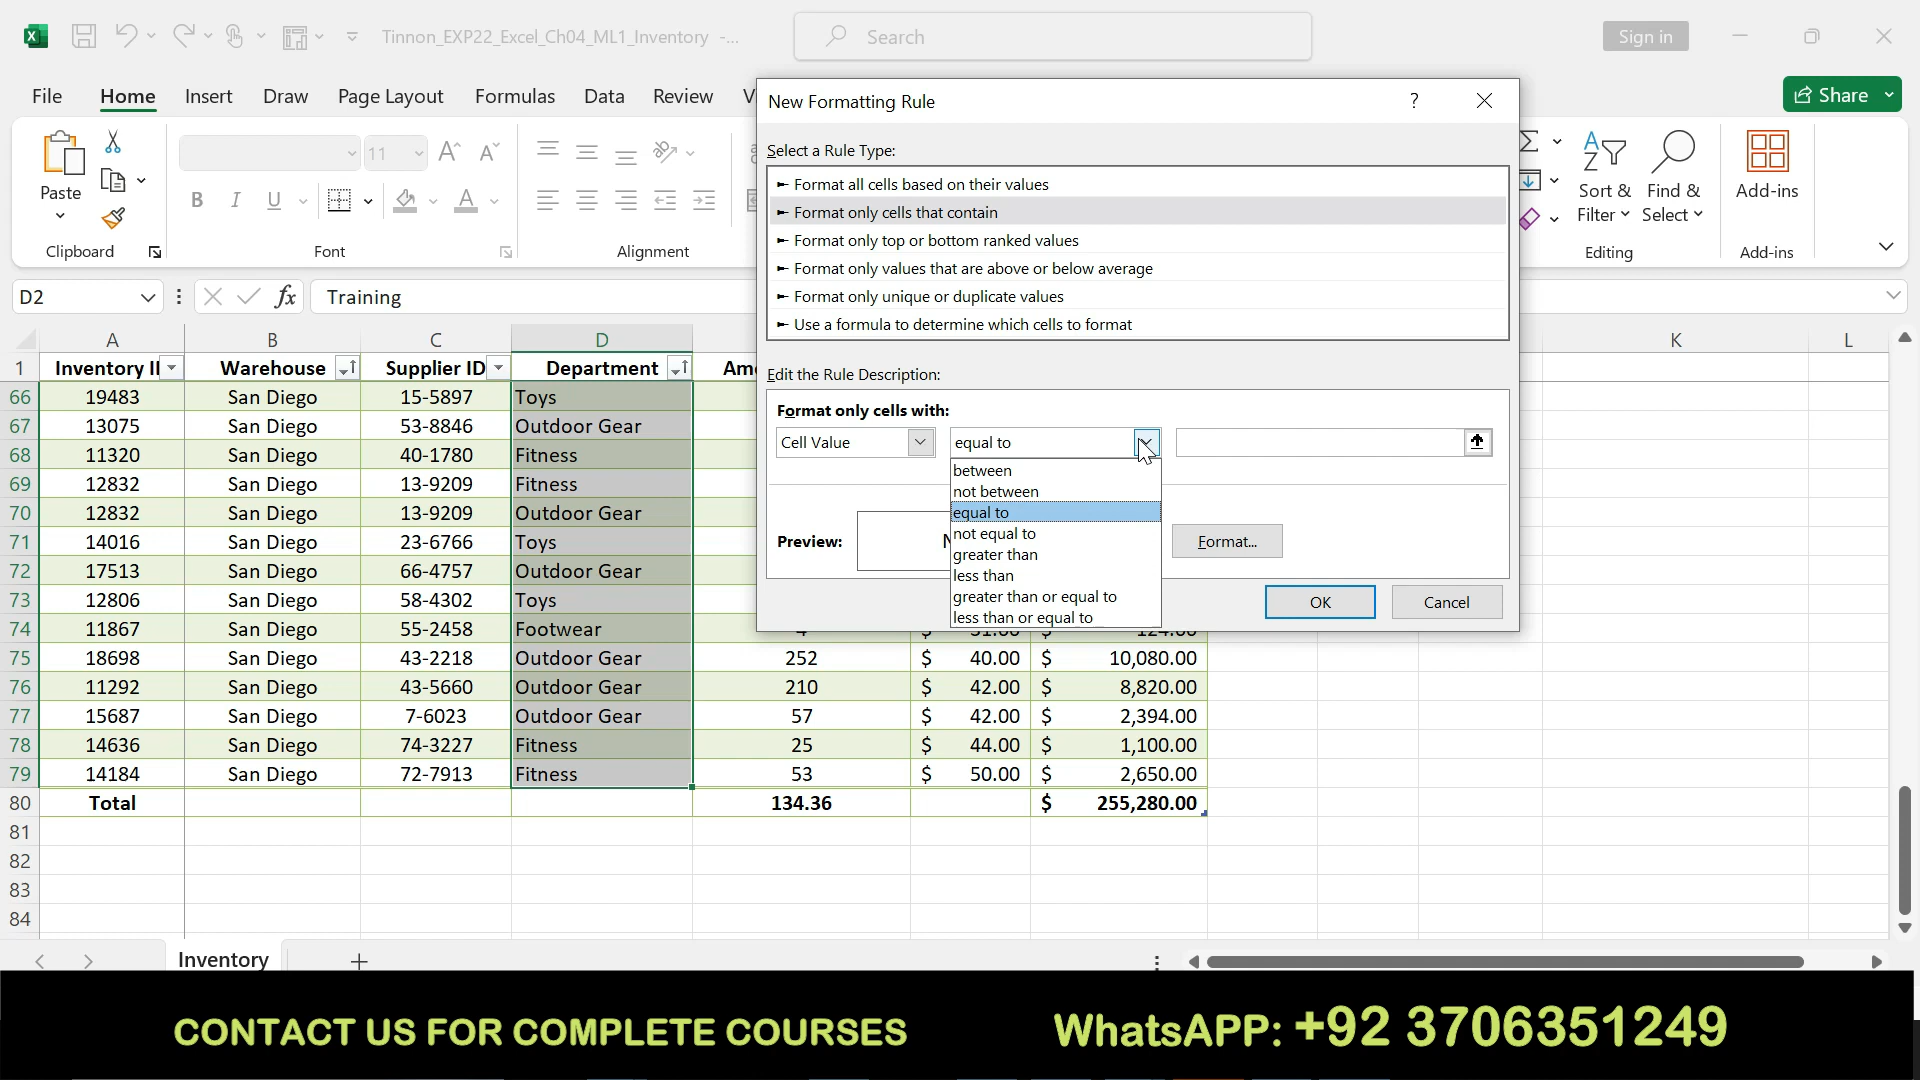 Tinnon_EXP22_Excel_Ch04_ML1_Inventory -...
Search
Sign in
File Home Insert Draw Page Layout Formulas Data Review
Share
Paste
11
B I U
Clipboard
Font
Alignment
Sort & Filter
Find & Select
Editing
Add-ins
Add-ins
D2
fx
Training
New Formatting Rule
?
Select a Rule Type:
► Format all cells based on their values
► Format only cells that contain
► Format only top or bottom ranked values
► Format only values that are above or below average
► Format only unique or duplicate values
► Use a formula to determine which cells to format
Edit the Rule Description:
Format only cells with:
Cell Value equal to
between
not between
equal to
not equal to
greater than
less than
greater than or equal to
less than or equal to
Preview:
Format...
OK Cancel
A B C D K L
1 Inventory II Warehouse Supplier ID Department
66 19483 San Diego 15-5897 Toys
67 13075 San Diego 53-8846 Outdoor Gear
68 11320 San Diego 40-1780 Fitness
69 12832 San Diego 13-9209 Fitness
70 12832 San Diego 13-9209 Outdoor Gear
71 14016 San Diego 23-6766 Toys
72 17513 San Diego 66-4757 Outdoor Gear
73 12806 San Diego 58-4302 Toys
74 11867 San Diego 55-2458 Footwear 4 $ 31.00 $ 124.00
75 18698 San Diego 43-2218 Outdoor Gear 252 $ 40.00 $ 10,080.00
76 11292 San Diego 43-5660 Outdoor Gear 210 $ 42.00 $ 8,820.00
77 15687 San Diego 7-6023 Outdoor Gear 57 $ 42.00 $ 2,394.00
78 14636 San Diego 74-3227 Fitness 25 $ 44.00 $ 1,100.00
79 14184 San Diego 72-7913 Fitness 53 $ 50.00 $ 2,650.00
80 Total 134.36 $ 255,280.00
81
82
83
84
Inventory
CONTACT US FOR COMPLETE COURSES WhatsAPP: +92 3706351249